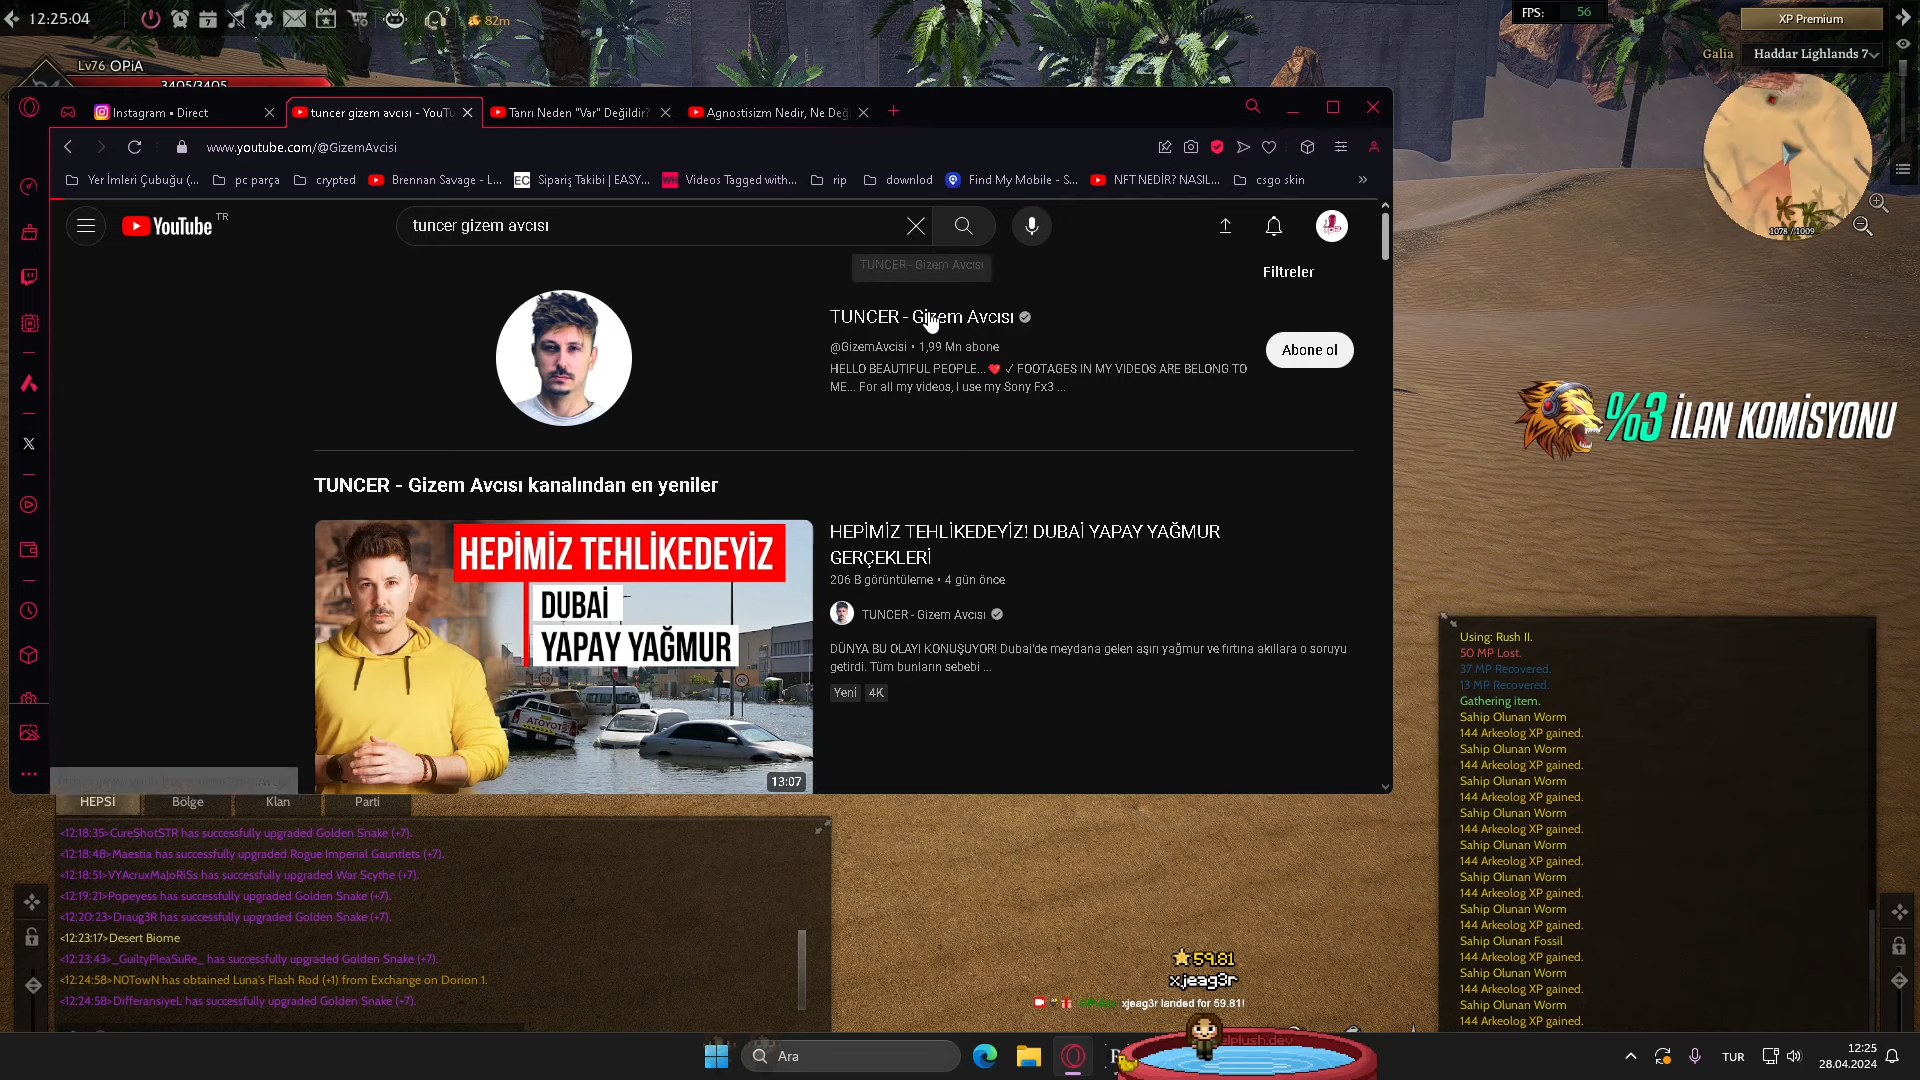 12:25:04
82m
FPS: 56
XP Premium
Lv76 OPiA
3405/3405
Galia
Haddar Lighlands 7
1078 / 1009
Instagram • Direct
tuncer gizem avcısı - YouTu
Tanrı Neden "Var" Değildir?
Agnostisizm Nedir, Ne Değ
www.youtube.com/@GizemAvcisi
Yer İmleri Çubuğu (...
pc parça
crypted
Brennan Savage - L...
EC Sipariş Takibi | EASY...
Videos Tagged with...
rip
downlod
Find My Mobile - S...
NFT NEDİR? NASIL...
csgo skin
YouTube TR
tuncer gizem avcısı
TUNCER - Gizem Avcısı
Filtreler
TUNCER - Gizem Avcısı
@GizemAvcisi • 1,99 Mn abone
HELLO BEAUTIFUL PEOPLE... ❤ ✓ FOOTAGES IN MY VIDEOS ARE BELONG TO
ME... For all my videos, I use my Sony Fx3 ...
Abone ol
%3 İLAN KOMİSYONU
TUNCER - Gizem Avcısı kanalından en yeniler
HEPİMİZ TEHLİKEDEYİZ
DUBAİ
YAPAY YAĞMUR
13:07
HEPİMİZ TEHLİKEDEYİZ! DUBAİ YAPAY YAĞMUR
GERÇEKLERİ
206 B görüntüleme • 4 gün önce
TUNCER - Gizem Avcısı
DÜNYA BU OLAYI KONUŞUYOR! Dubai'de meydana gelen aşırı yağmur ve fırtına akıllara o soruyu
getirdi. Tüm bunların sebebi ...
Yeni 4K
HEPSİ Bölge Klan Parti
<12:18:35>CureShotSTR has successfully upgraded Golden Snake (+7).
<12:18:48>Maestia has successfully upgraded Rogue Imperial Gauntlets (+7).
<12:18:51>VYAcruxMaJoRiSs has successfully upgraded War Scythe (+7).
<12:19:21>Popeyess has successfully upgraded Golden Snake (+7).
<12:20:23>Draug3R has successfully upgraded Golden Snake (+7).
<12:23:17>Desert Biome
<12:23:43>_GuiltyPleaSuRe_ has successfully upgraded Golden Snake (+7).
<12:24:58>N0TowN has obtained Luna's Flash Rod (+1) from Exchange on Dorion 1.
<12:24:58>DifferansiyeL has successfully upgraded Golden Snake (+7).
Using: Rush II.
50 MP Lost.
37 MP Recovered.
13 MP Recovered.
Gathering item.
Sahip Olunan Worm
144 Arkeolog XP gained.
Sahip Olunan Worm
144 Arkeolog XP gained.
Sahip Olunan Worm
144 Arkeolog XP gained.
Sahip Olunan Worm
144 Arkeolog XP gained.
Sahip Olunan Worm
144 Arkeolog XP gained.
Sahip Olunan Worm
144 Arkeolog XP gained.
Sahip Olunan Worm
144 Arkeolog XP gained.
Sahip Olunan Fossil
144 Arkeolog XP gained.
Sahip Olunan Worm
144 Arkeolog XP gained.
Sahip Olunan Worm
144 Arkeolog XP gained.
59.81
xjeag3r
xjeag3r landed for 59.81!
Ara
TUR
12:25
28.04.2024